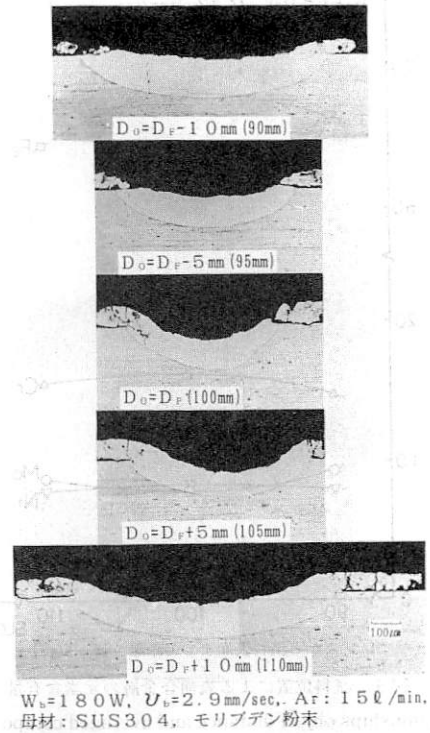 D₀=D_F-10mm (90mm)
D₀=D_F-5mm (95mm)
D₀=D_F (100mm)
D₀=D_F+5mm (105mm)
100μm
D₀=D_F+10mm (110mm)
W_b=180W, υ_b=2.9mm/sec, Ar: 15ℓ/min,
母材: SUS304, モリブデン粉末